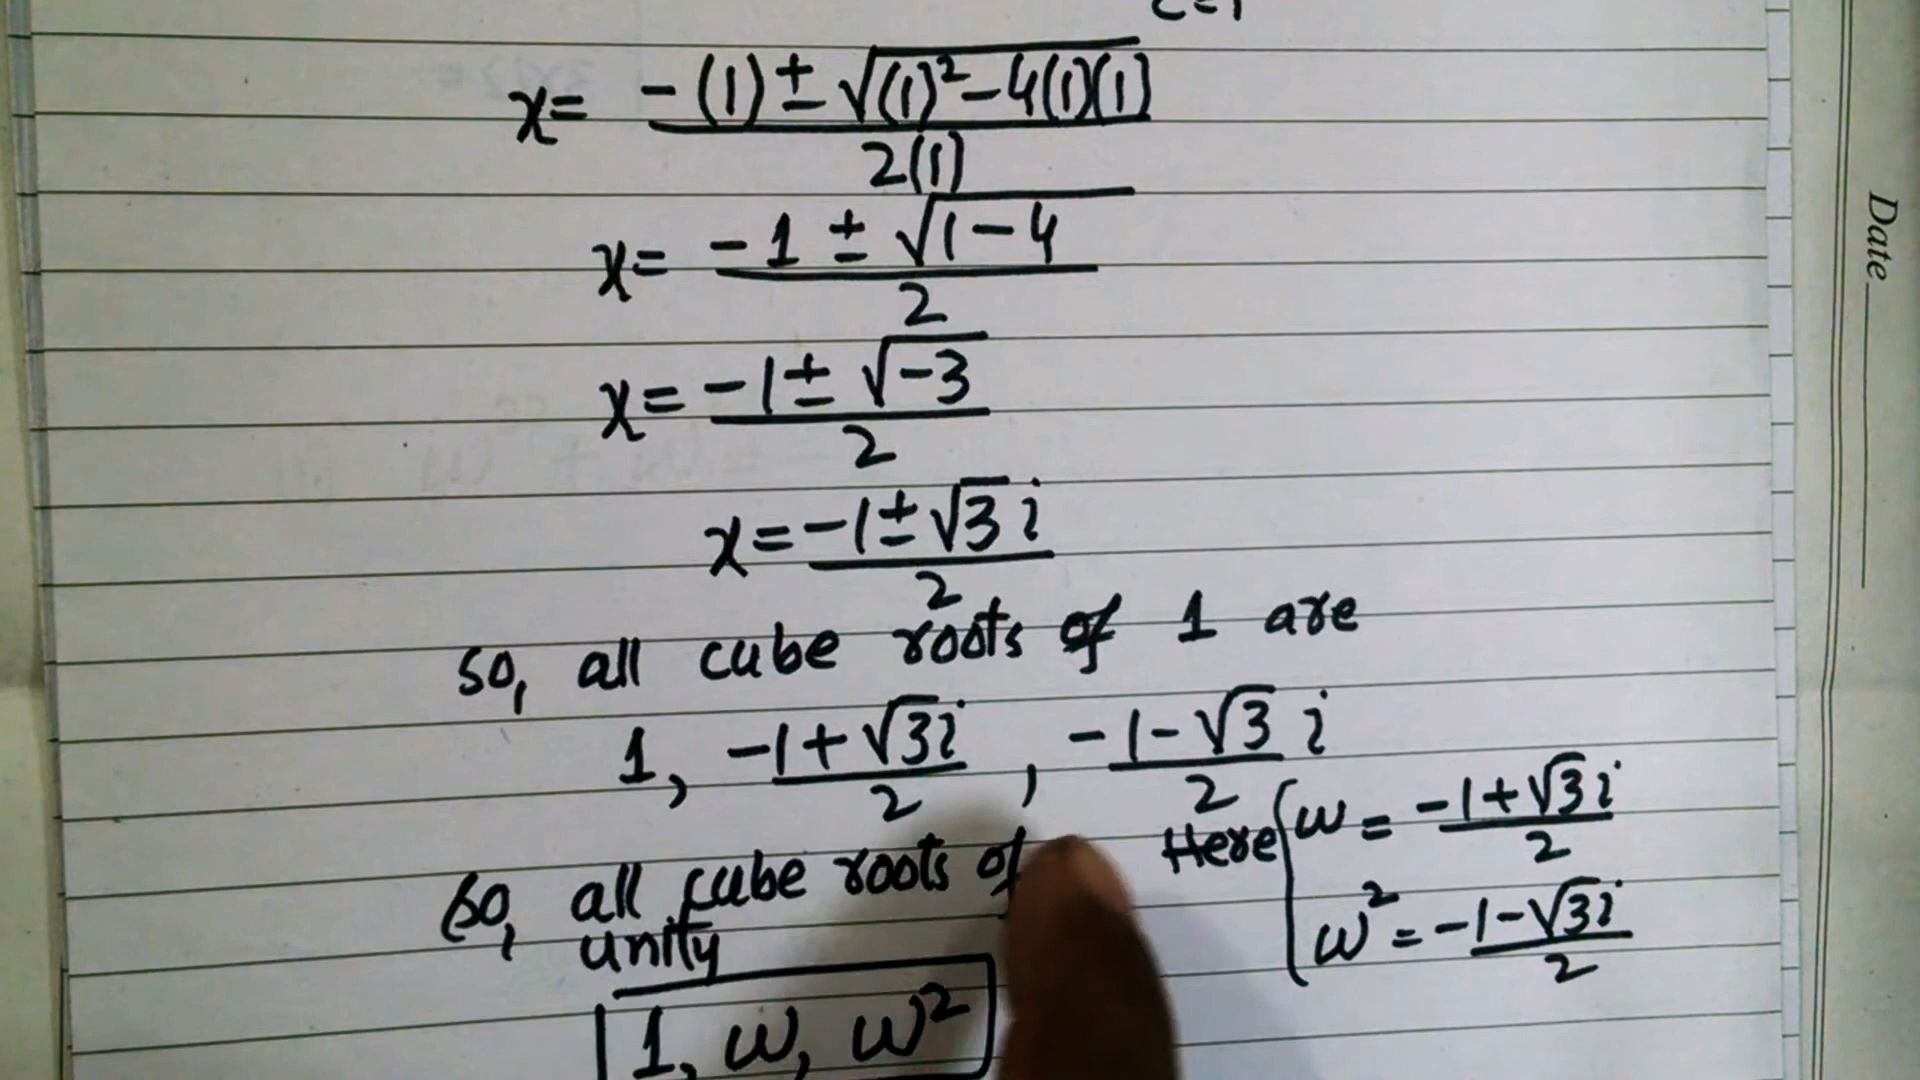 c=1
x = -(1) ± √(1)² - 4(1)(1) / 2(1)
x = -1 ± √1-4 / 2
x = -1 ± √-3 / 2
x = -1 ± √3 i / 2
so, all cube roots of 1 are
1, -1+√3i / 2 , -1-√3 i / 2
so, all cube roots of
unity
1, ω, ω²
Here { ω = -1+√3i / 2
ω² = -1-√3i / 2
Date